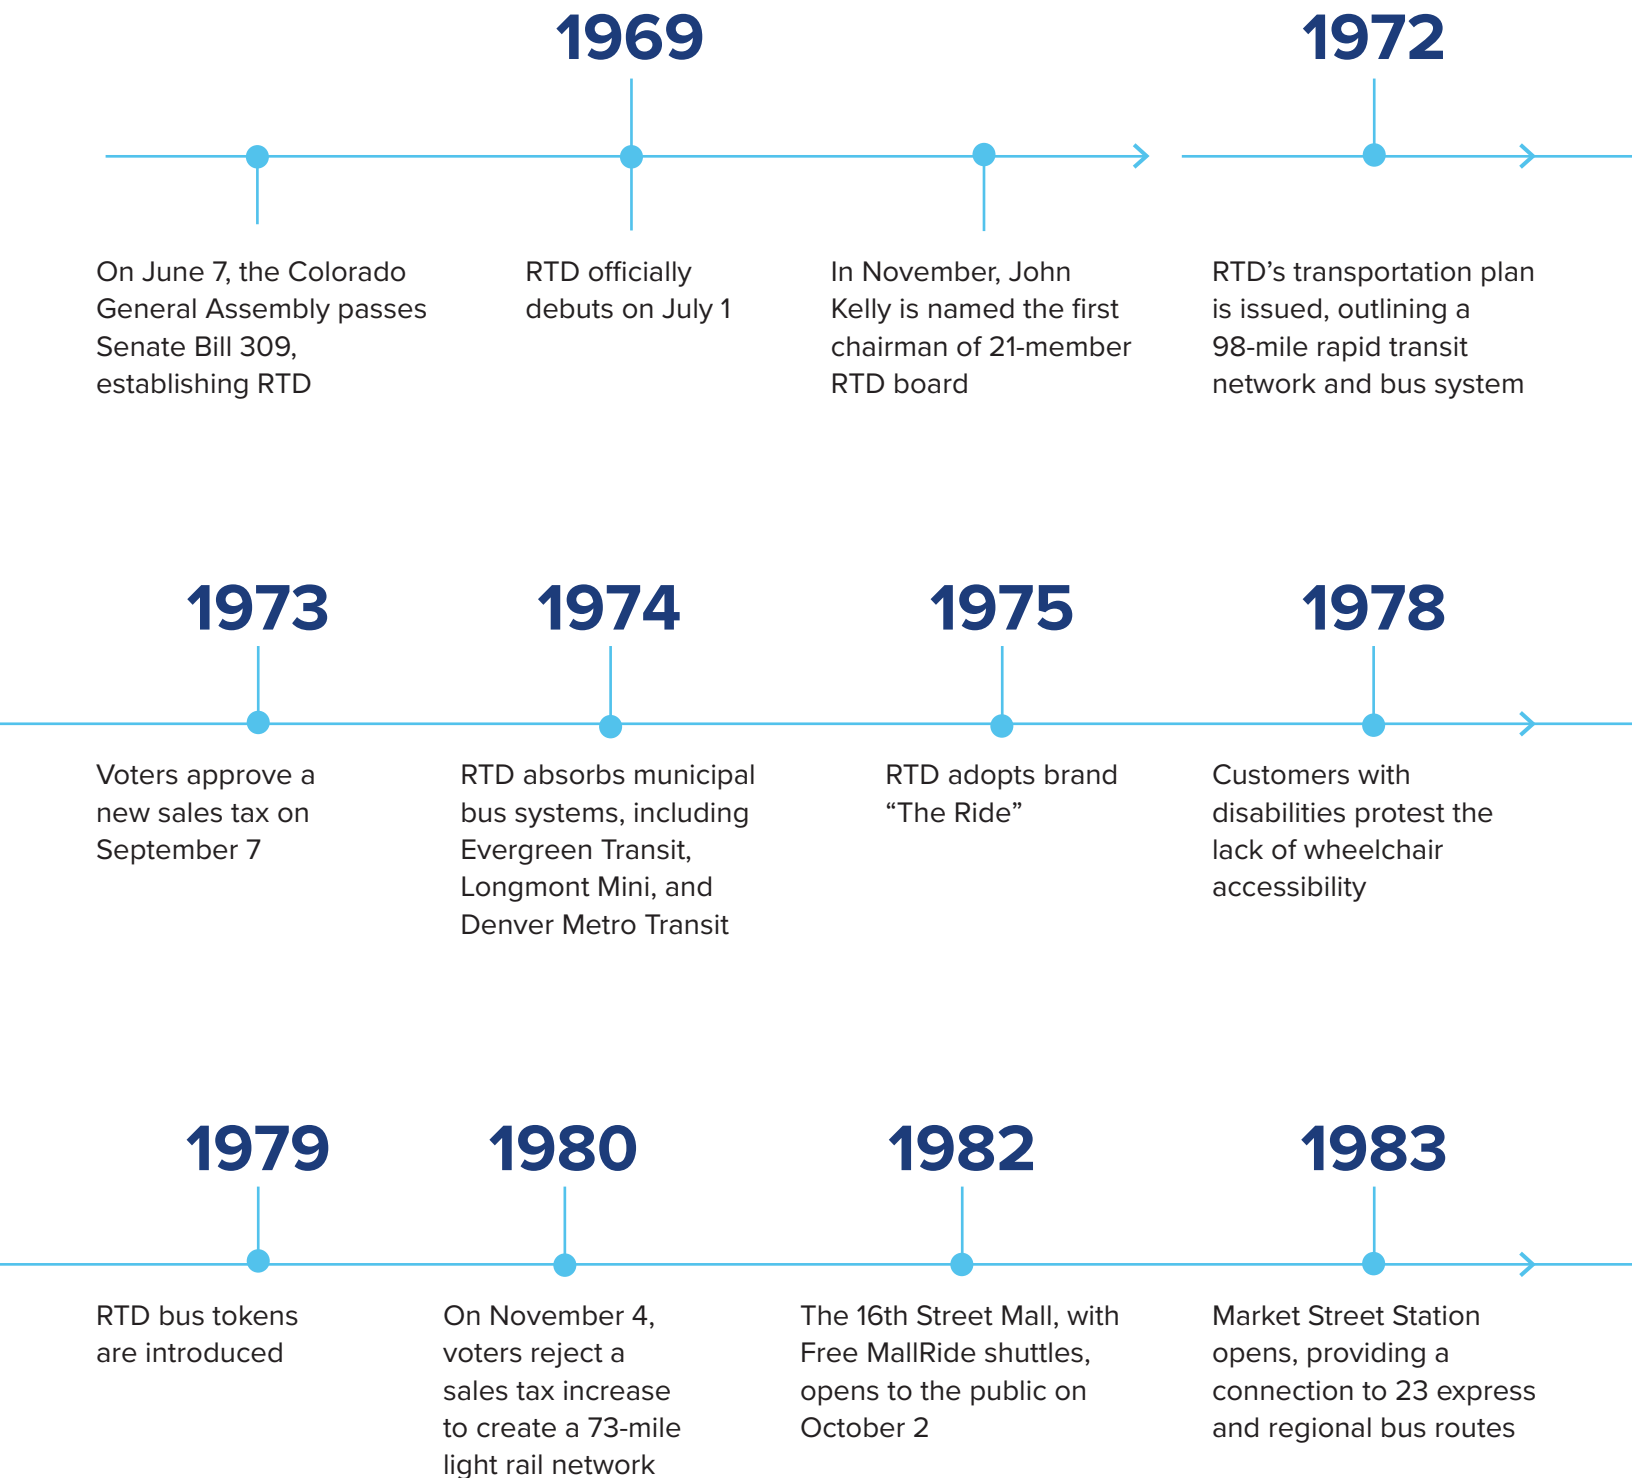 1969
On June 7, the Colorado
General Assembly passes
Senate Bill 309,
establishing RTD
RTD officially
debuts on July 1
In November, John
Kelly is named the first
chairman of 21-member
RTD board
1972
RTD’s transportation plan
is issued, outlining a
98-mile rapid transit
network and bus system
1973
Voters approve a
new sales tax on
September 7
1974
RTD absorbs municipal
bus systems, including
Evergreen Transit,
Longmont Mini, and
Denver Metro Transit
1975
RTD adopts brand
“The Ride”
1978
Customers with
disabilities protest the
lack of wheelchair
accessibility
1979
RTD bus tokens
are introduced
1980
On November 4,
voters reject a
sales tax increase
to create a 73-mile
light rail network
1982
The 16th Street Mall, with
Free MallRide shuttles,
opens to the public on
October 2
1983
Market Street Station
opens, providing a
connection to 23 express
and regional bus routes